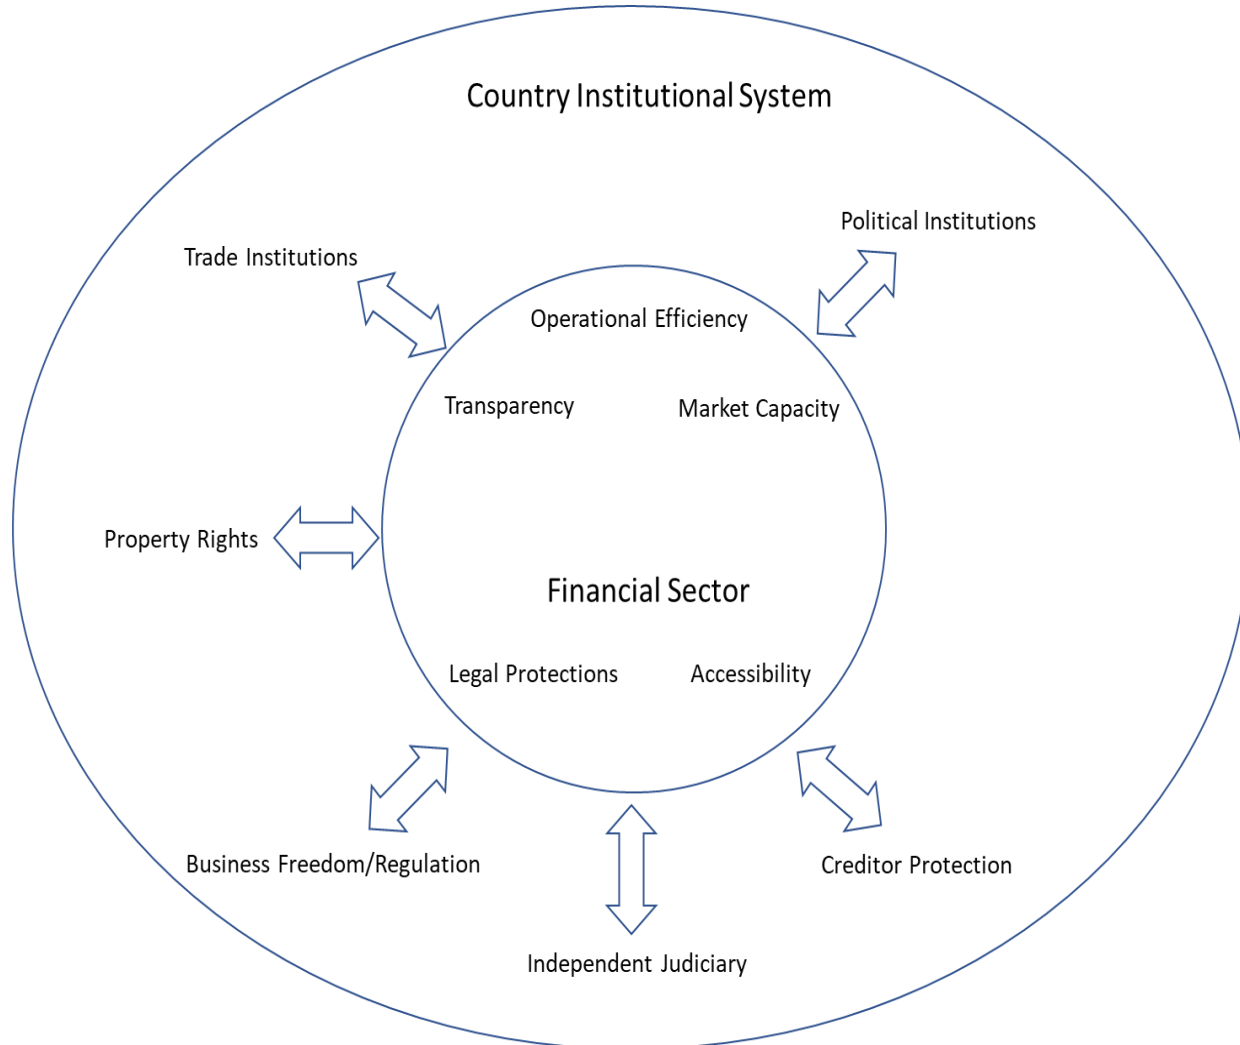 Country Institutional System
Political Institutions
Trade Institutions
Operational Efficiency
Transparency
Market Capacity
Property Rights
Financial Sector
Legal Protections
Accessibility
Business Freedom/Regulation
Creditor Protection
Independent Judiciary